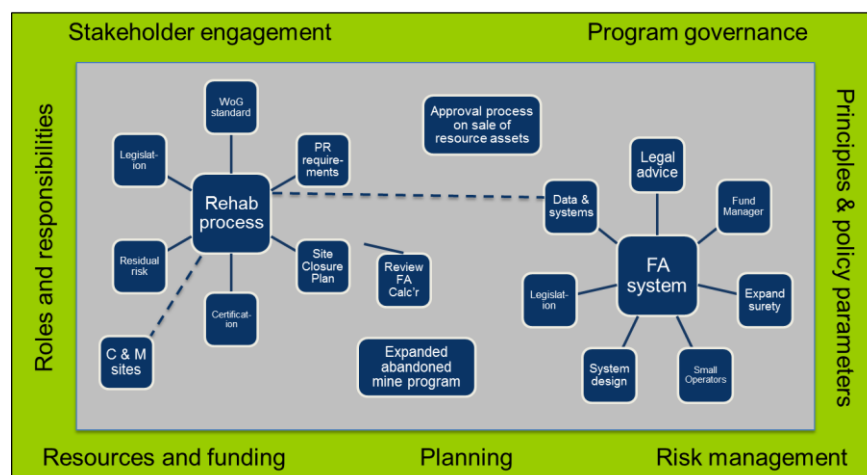 Stakeholder engagement
Program governance
Roles and responsibilities
Principles & policy parameters
WoG
standard
Legislat-
ion
PR
require-
ments
Rehab
process
Residual
risk
Site
Closure
Plan
Certificat-
ion
C & M
sites
Review
FA
Calc'r
Approval process
on sale of
resource assets
Expanded
abandoned
mine program
Legal
advice
Data &
systems
Fund
Manager
FA
system
Legislat-
ion
Expand
surety
System
design
Small
Operators
Resources and funding
Planning
Risk management